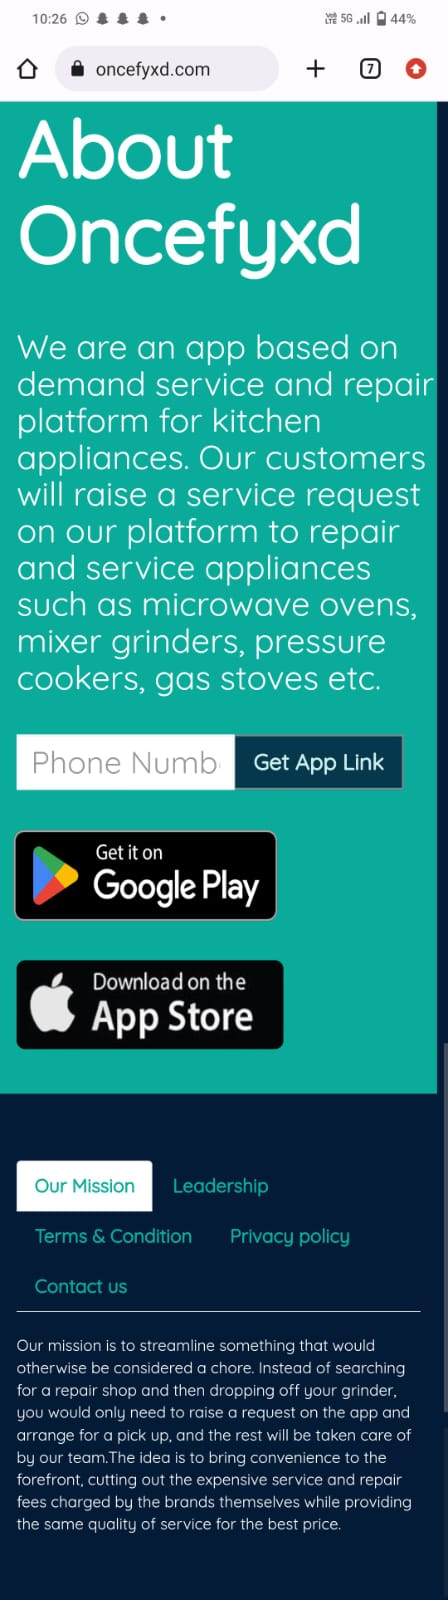 10:26
VoLTE 5G 44%
oncefyxd.com
7
About
Oncefyxd
We are an app based on
demand service and repair
platform for kitchen
appliances. Our customers
will raise a service request
on our platform to repair
and service appliances
such as microwave ovens,
mixer grinders, pressure
cookers, gas stoves etc.
Phone Numb
Get App Link
Get it on
Google Play
Download on the
App Store
Our Mission
Leadership
Terms & Condition
Privacy policy
Contact us
Our mission is to streamline something that would
otherwise be considered a chore. Instead of searching
for a repair shop and then dropping off your grinder,
you would only need to raise a request on the app and
arrange for a pick up, and the rest will be taken care of
by our team.The idea is to bring convenience to the
forefront, cutting out the expensive service and repair
fees charged by the brands themselves while providing
the same quality of service for the best price.